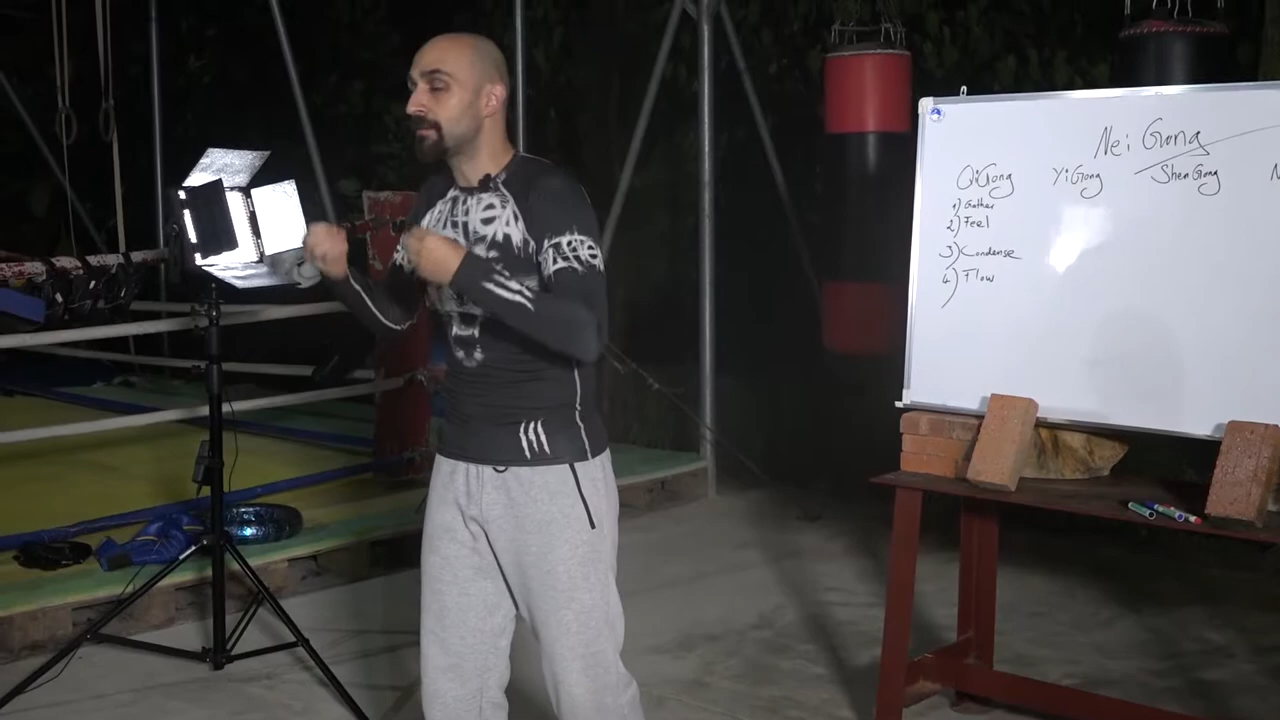 Nei Gong
QiGong YiGong ShenGong N
1) Gather
2) Feel
3) Condense
4) Flow